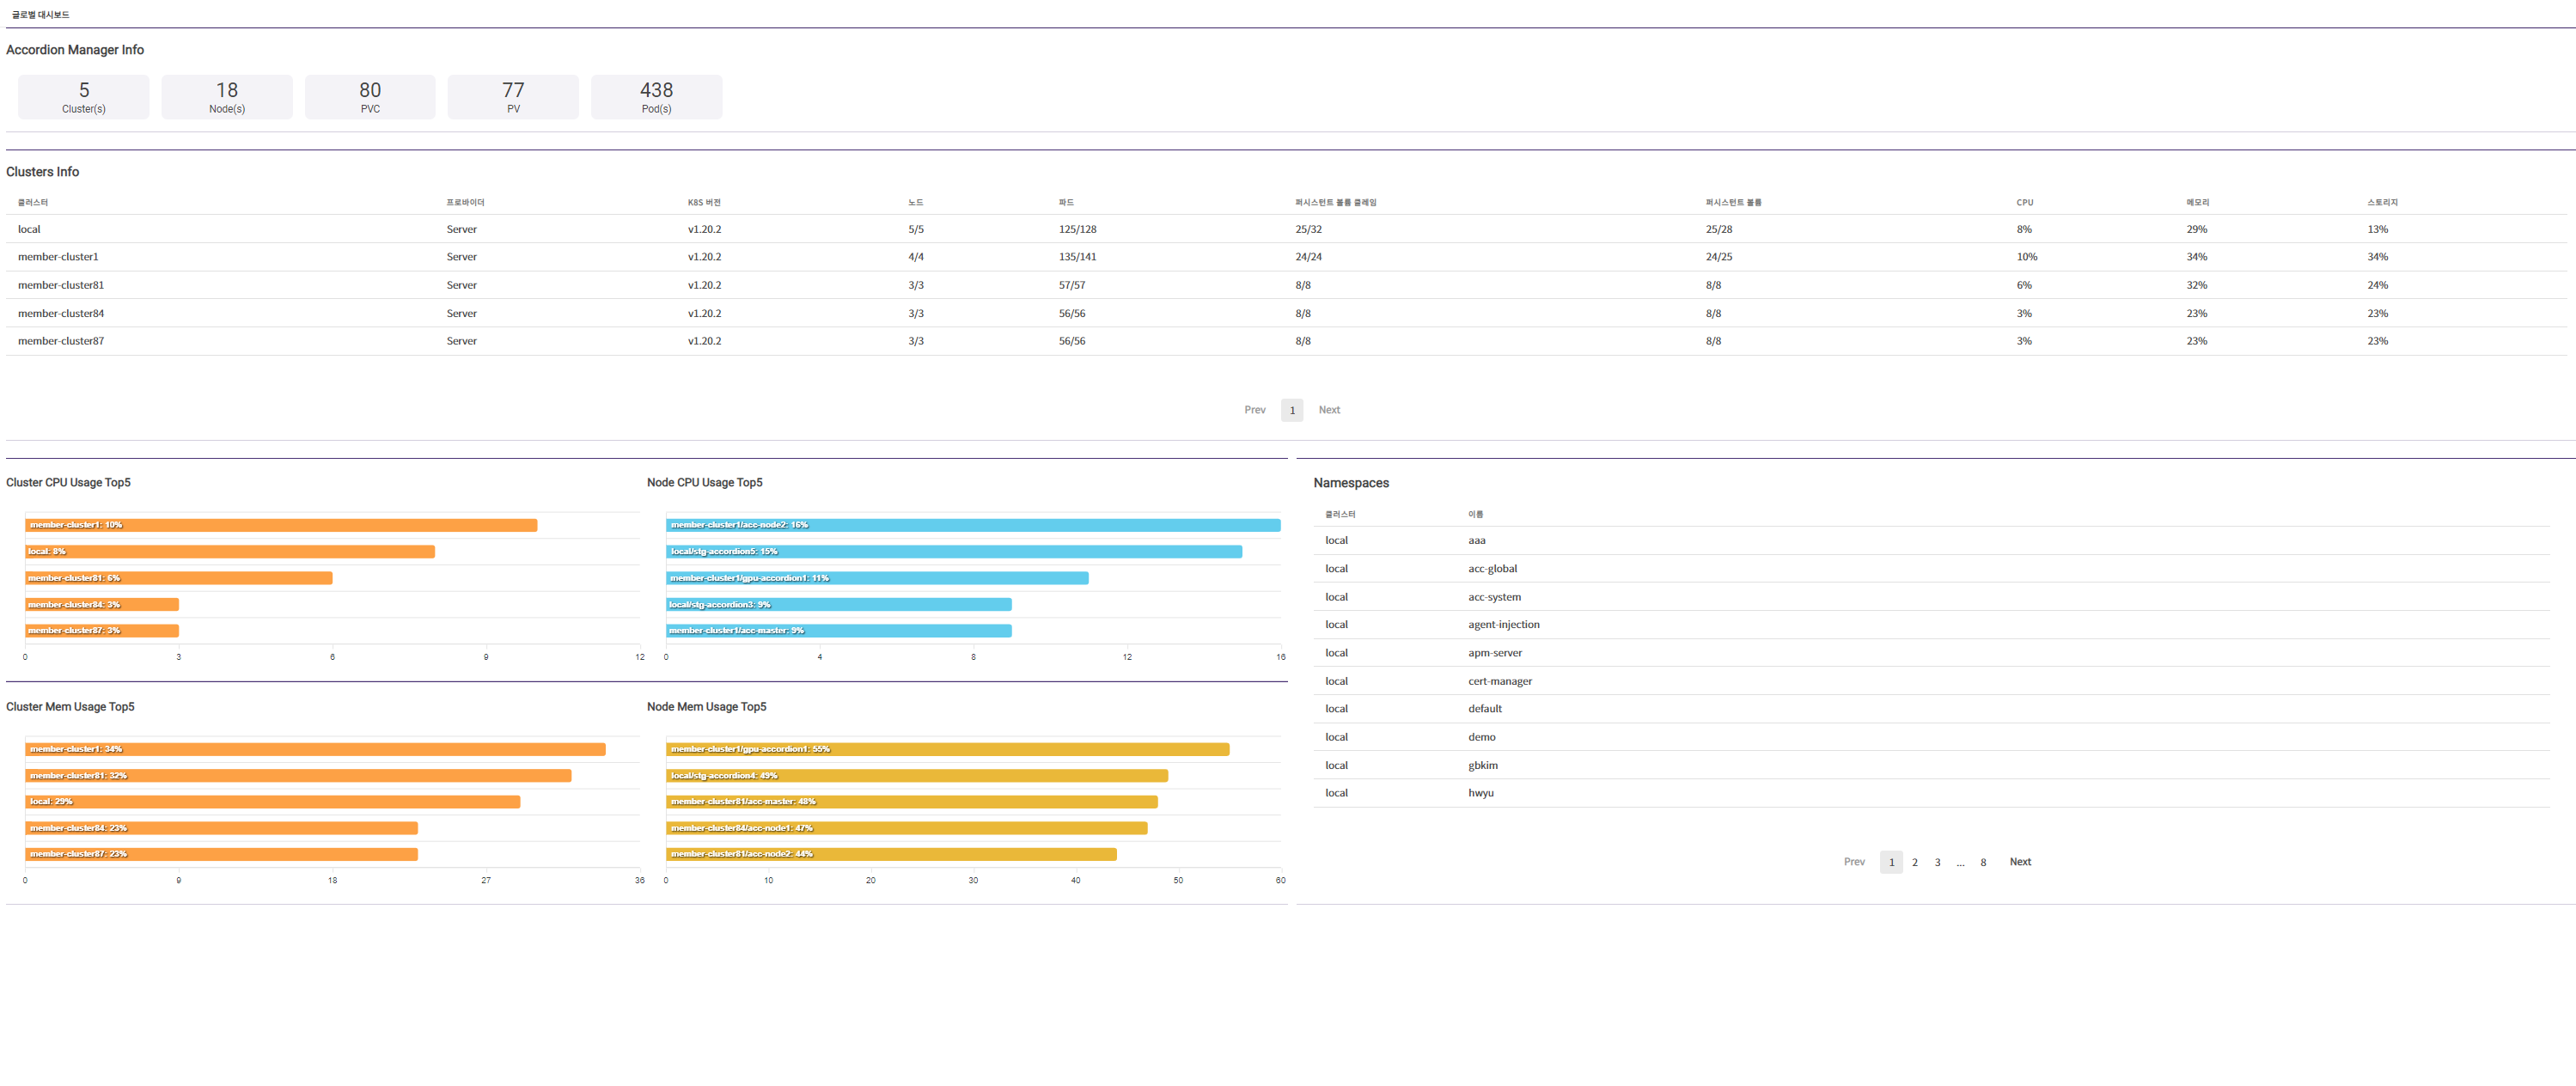 글로벌 대시보드
Accordion Manager Info
5 18 80 77 438
Cluster(s) Node(s) PVC PV Pod(s)
Clusters Info
클러스터 프로바이더 K8S 버전 노드 파드 퍼시스턴트 볼륨 클레임 퍼시스턴트 볼륨 CPU 메모리 스토리지
local Server v1.20.2 5/5 125/128 25/32 25/28 8% 29% 13%
member-cluster1 Server v1.20.2 4/4 135/141 24/24 24/25 10% 34% 34%
member-cluster81 Server v1.20.2 3/3 57/57 8/8 8/8 6% 32% 24%
member-cluster84 Server v1.20.2 3/3 56/56 8/8 8/8 3% 23% 23%
member-cluster87 Server v1.20.2 3/3 56/56 8/8 8/8 3% 23% 23%
Prev 1 Next
Cluster CPU Usage Top5
member-cluster1: 10%
local: 8%
member-cluster81: 6%
member-cluster84: 3%
member-cluster87: 3%
0 3 6 9 12
Node CPU Usage Top5
member-cluster1/acc-node2: 16%
local/stg-accordion5: 15%
member-cluster1/gpu-accordion1: 11%
local/stg-accordion3: 9%
member-cluster1/acc-master: 9%
0 4 8 12 16
Cluster Mem Usage Top5
member-cluster1: 34%
member-cluster81: 32%
local: 29%
member-cluster84: 23%
member-cluster87: 23%
0 9 18 27 36
Node Mem Usage Top5
member-cluster1/gpu-accordion1: 55%
local/stg-accordion4: 49%
member-cluster81/acc-master: 48%
member-cluster84/acc-node1: 47%
member-cluster81/acc-node2: 44%
0 10 20 30 40 50 60
Namespaces
클러스터 이름
local aaa
local acc-global
local acc-system
local agent-injection
local apm-server
local cert-manager
local default
local demo
local gbkim
local hwyu
Prev 1 2 3 ... 8 Next